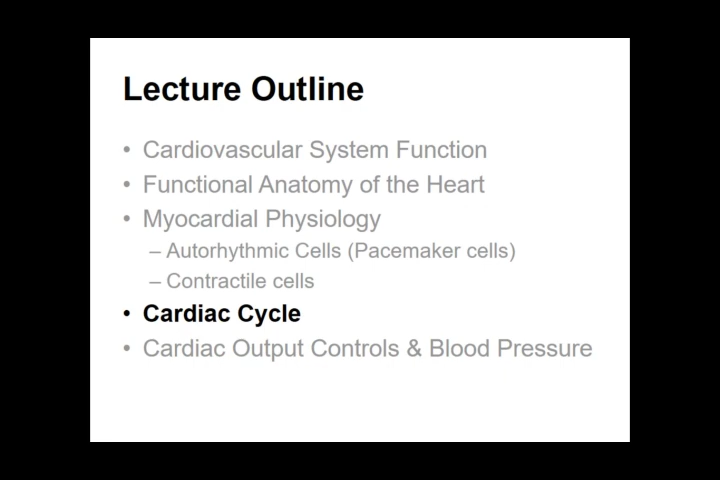 Lecture Outline
• Cardiovascular System Function
• Functional Anatomy of the Heart
• Myocardial Physiology
– Autorhythmic Cells (Pacemaker cells)
– Contractile cells
• Cardiac Cycle
• Cardiac Output Controls & Blood Pressure